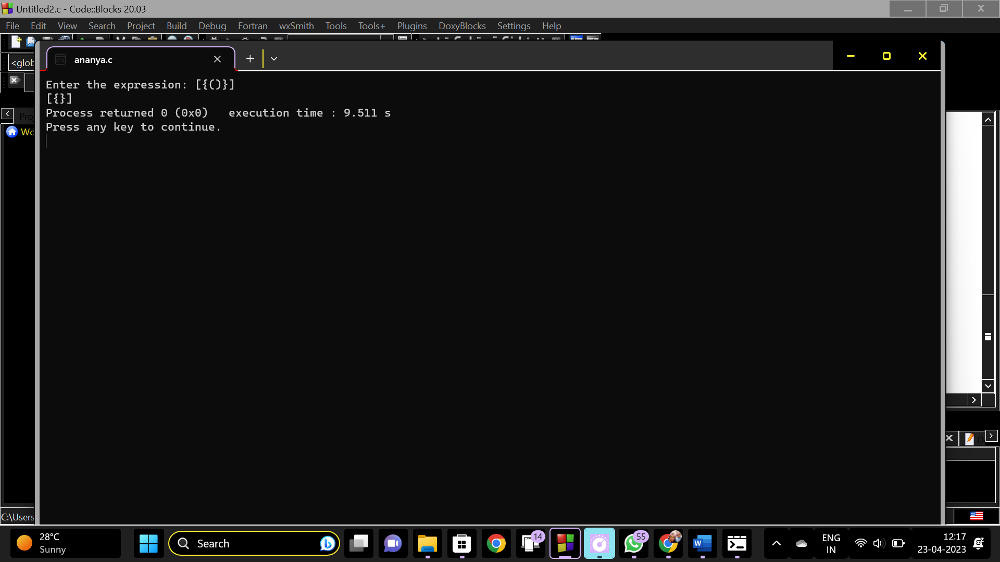 Untitled2.c - Code::Blocks 20.03
File Edit View Search Project Build Debug Fortran wxSmith Tools Tools+ Plugins DoxyBlocks Settings Help
<glob
ananya.c
Enter the expression: [{()}]
[{}]
Process returned 0 (0x0)   execution time : 9.511 s
Press any key to continue.
Pro
Wo
D
C:\Users
28°C
Sunny
Search
14
55
ENG
IN
12:17
23-04-2023